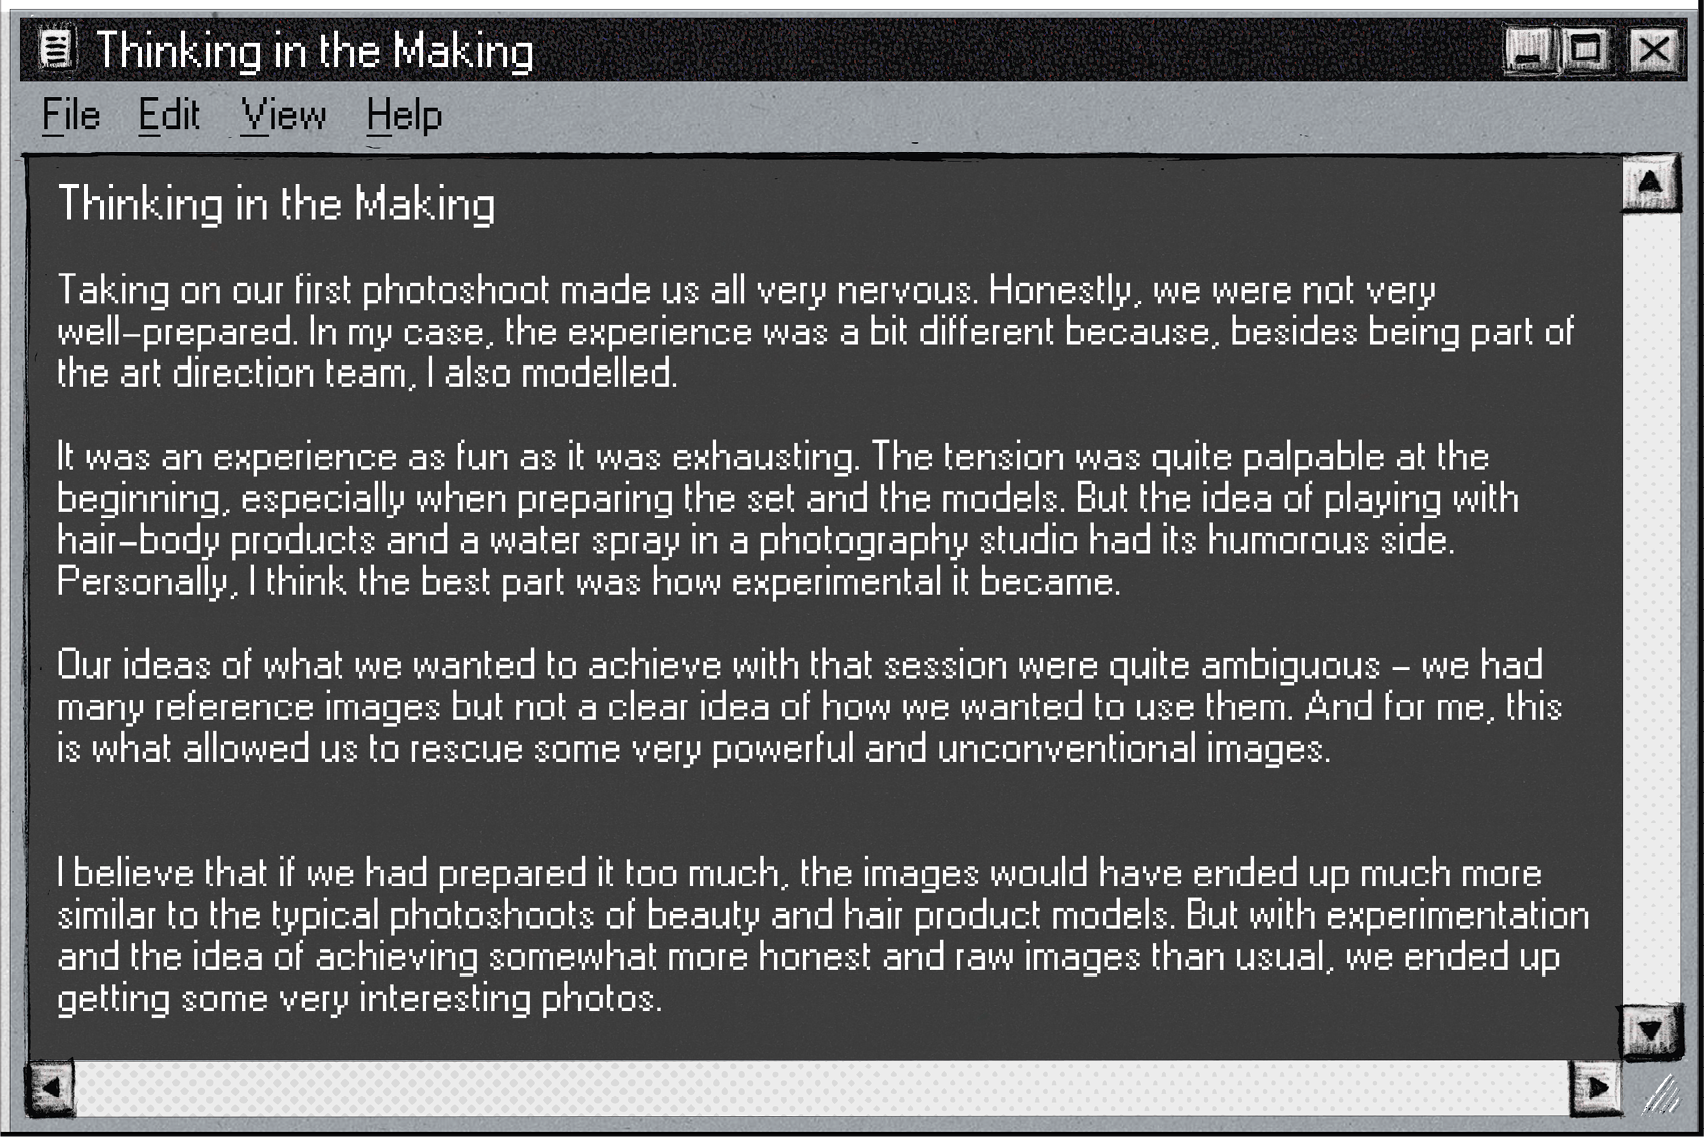 Thinking in the Making
File Edit View Help
Thinking in the Making
Taking on our first photoshoot made us all very nervous. Honestly, we were not very
well-prepared. In my case, the experience was a bit different because, besides being part of
the art direction team, I also modelled.
It was an experience as fun as it was exhausting. The tension was quite palpable at the
beginning, especially when preparing the set and the models. But the idea of playing with
hair-body products and a water spray in a photography studio had its humorous side.
Personally, I think the best part was how experimental it became.
Our ideas of what we wanted to achieve with that session were quite ambiguous – we had
many reference images but not a clear idea of how we wanted to use them. And for me, this
is what allowed us to rescue some very powerful and unconventional images.
I believe that if we had prepared it too much, the images would have ended up much more
similar to the typical photoshoots of beauty and hair product models. But with experimentation
and the idea of achieving somewhat more honest and raw images than usual, we ended up
getting some very interesting photos.